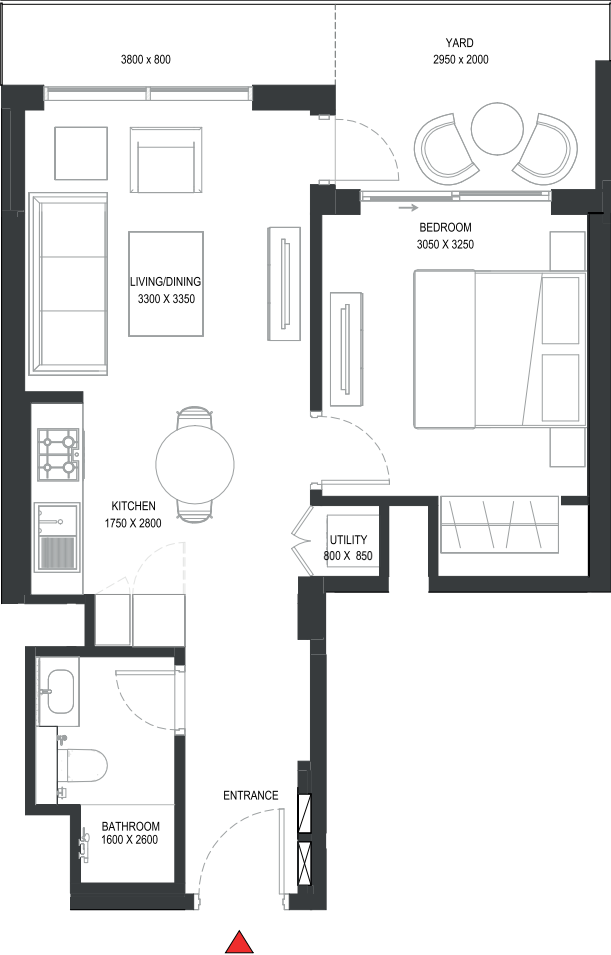 YARD
2950 x 2000
3800 x 800
BEDROOM
3050 X 3250
LIVING/DINING
3300 X 3350
KITCHEN
1750 X 2800
UTILITY
800 X 850
ENTRANCE
BATHROOM
1600 X 2600